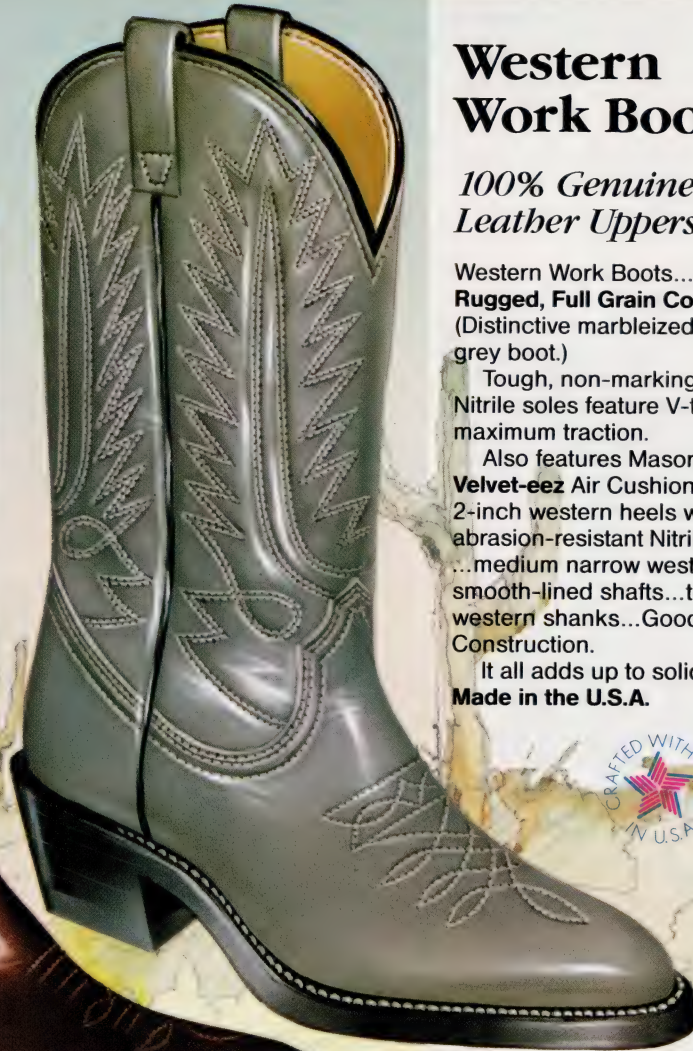 Western
Work Boo
100% Genuine
Leather Uppers
Western Work Boots...
Rugged, Full Grain Co
(Distinctive marbleized
grey boot.)
Tough, non-marking
Nitrile soles feature V-t
maximum traction.
Also features Mason
Velvet-eez Air Cushion
2-inch western heels w
abrasion-resistant Nitri
...medium narrow west
smooth-lined shafts...t
western shanks...Good
Construction.
It all adds up to solid
Made in the U.S.A.
CRAFTED WITH
IN U.S.A